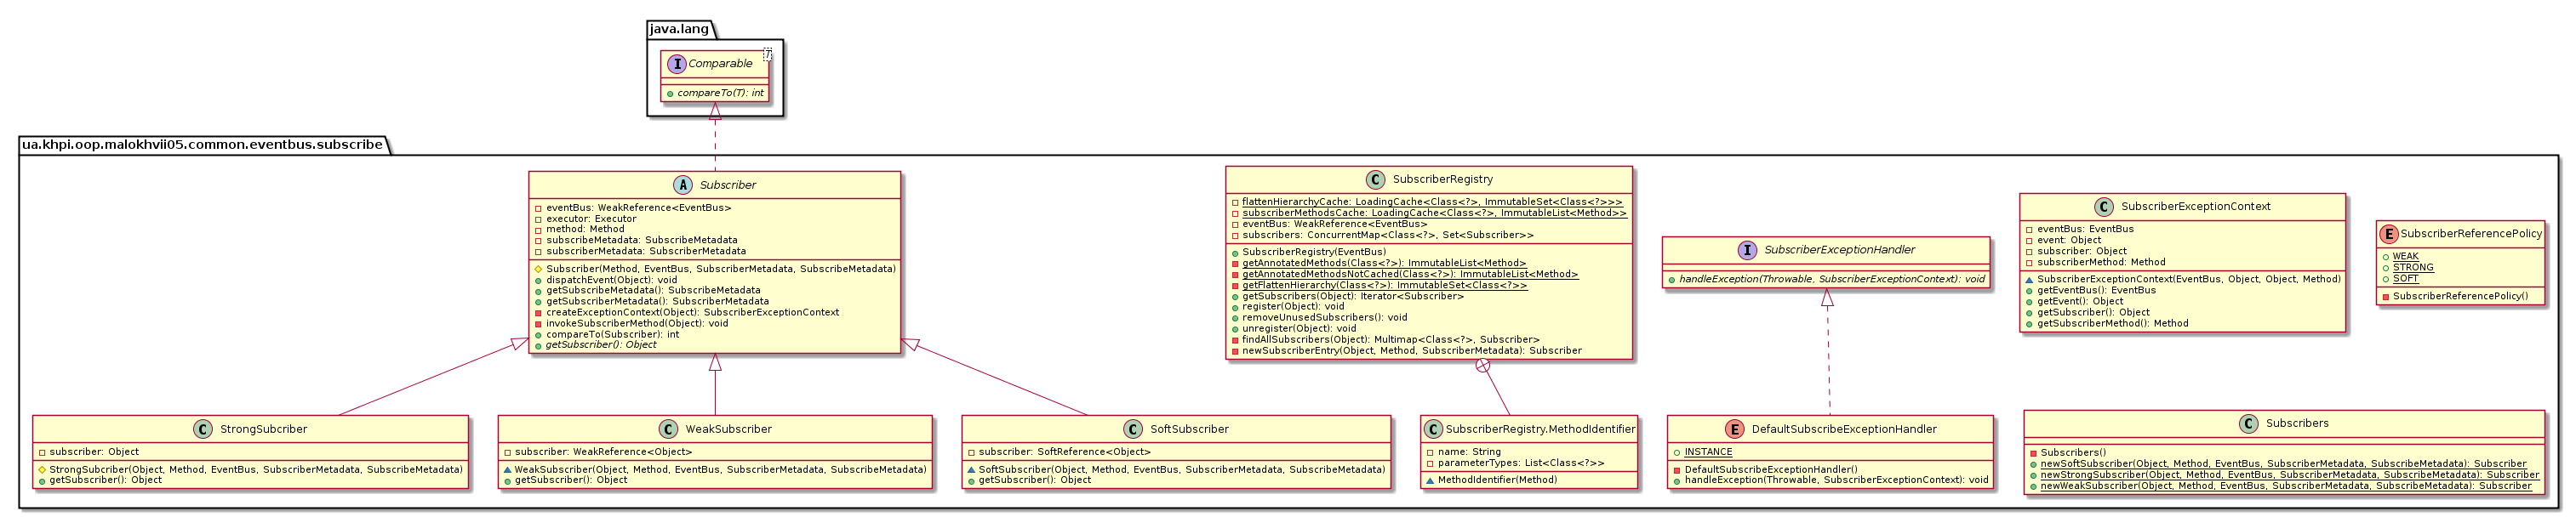 java.lang
I Comparable T
compareTo(T): int
ua.khpi.oop.malokhvii05.common.eventbus.subscribe
A Subscriber
eventBus: WeakReference<EventBus>
executor: Executor
method: Method
subscribeMetadata: SubscribeMetadata
subscriberMetadata: SubscriberMetadata
Subscriber(Method, EventBus, SubscriberMetadata, SubscribeMetadata)
dispatchEvent(Object): void
getSubscribeMetadata(): SubscribeMetadata
getSubscriberMetadata(): SubscriberMetadata
createExceptionContext(Object): SubscriberExceptionContext
invokeSubscriberMethod(Object): void
compareTo(Subscriber): int
getSubscriber(): Object
C SubscriberRegistry
flattenHierarchyCache: LoadingCache<Class<?>, ImmutableSet<Class<?>>>
subscriberMethodsCache: LoadingCache<Class<?>, ImmutableList<Method>>
eventBus: WeakReference<EventBus>
subscribers: ConcurrentMap<Class<?>, Set<Subscriber>>
SubscriberRegistry(EventBus)
getAnnotatedMethods(Class<?>): ImmutableList<Method>
getAnnotatedMethodsNotCached(Class<?>): ImmutableList<Method>
getFlattenHierarchy(Class<?>): ImmutableSet<Class<?>>
getSubscribers(Object): Iterator<Subscriber>
register(Object): void
removeUnusedSubscribers(): void
unregister(Object): void
findAllSubscribers(Object): Multimap<Class<?>, Subscriber>
newSubscriberEntry(Object, Method, SubscriberMetadata): Subscriber
I SubscriberExceptionHandler
handleException(Throwable, SubscriberExceptionContext): void
C SubscriberExceptionContext
eventBus: EventBus
event: Object
subscriber: Object
subscriberMethod: Method
SubscriberExceptionContext(EventBus, Object, Object, Method)
getEventBus(): EventBus
getEvent(): Object
getSubscriber(): Object
getSubscriberMethod(): Method
E SubscriberReferencePolicy
WEAK
STRONG
SOFT
SubscriberReferencePolicy()
C StrongSubcriber
subscriber: Object
StrongSubcriber(Object, Method, EventBus, SubscriberMetadata, SubscribeMetadata)
getSubscriber(): Object
C WeakSubscriber
subscriber: WeakReference<Object>
WeakSubscriber(Object, Method, EventBus, SubscriberMetadata, SubscribeMetadata)
getSubscriber(): Object
C SoftSubscriber
subscriber: SoftReference<Object>
SoftSubscriber(Object, Method, EventBus, SubscriberMetadata, SubscribeMetadata)
getSubscriber(): Object
C SubscriberRegistry.MethodIdentifier
name: String
parameterTypes: List<Class<?>>
MethodIdentifier(Method)
E DefaultSubscribeExceptionHandler
INSTANCE
DefaultSubscribeExceptionHandler()
handleException(Throwable, SubscriberExceptionContext): void
C Subscribers
Subscribers()
newSoftSubscriber(Object, Method, EventBus, SubscriberMetadata, SubscribeMetadata): Subscriber
newStrongSubscriber(Object, Method, EventBus, SubscriberMetadata, SubscribeMetadata): Subscriber
newWeakSubscriber(Object, Method, EventBus, SubscriberMetadata, SubscribeMetadata): Subscriber